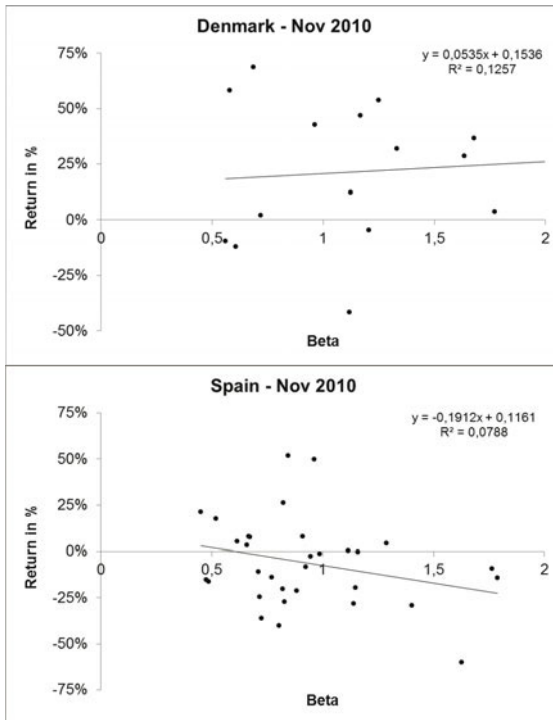 Denmark - Nov 2010
75%
y = 0,0535x + 0,1536
R² = 0,1257
50%
25%
Return in %
0%
0 0,5 1 1,5 2
-25%
-50%
Beta
Spain - Nov 2010
75%
y = -0,1912x + 0,1161
R² = 0,0788
50%
25%
Return in %
0%
0 0,5 1 1,5 2
-25%
-50%
-75%
Beta